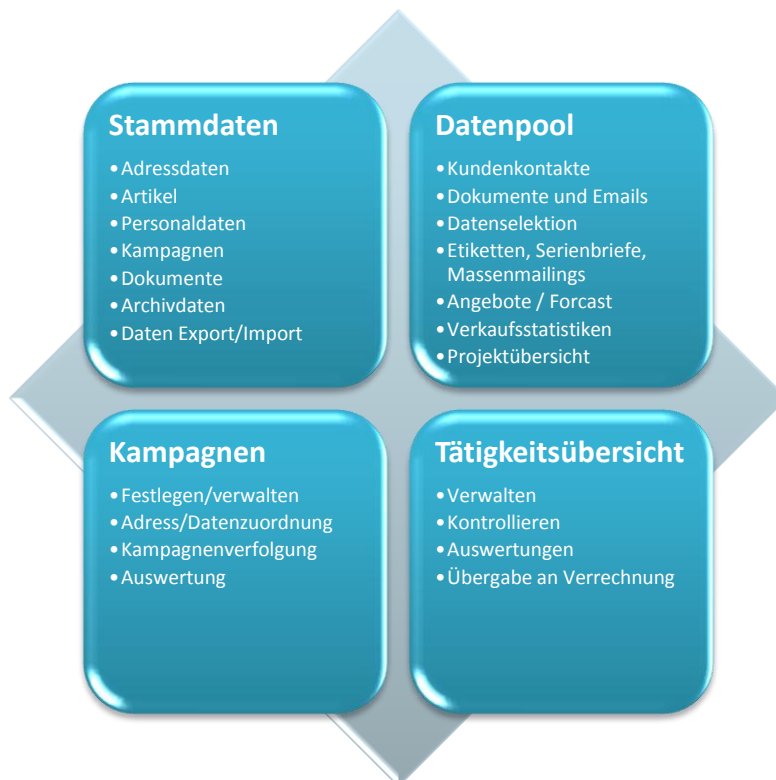 Stammdaten
•Adressdaten
•Artikel
•Personaldaten
•Kampagnen
•Dokumente
•Archivdaten
•Daten Export/Import
Datenpool
•Kundenkontakte
•Dokumente und Emails
•Datenselektion
•Etiketten, Serienbriefe,
Massenmailings
•Angebote / Forcast
•Verkaufsstatistiken
•Projektübersicht
Kampagnen
•Festlegen/verwalten
•Adress/Datenzuordnung
•Kampagnenverfolgung
•Auswertung
Tätigkeitsübersicht
•Verwalten
•Kontrollieren
•Auswertungen
•Übergabe an Verrechnung